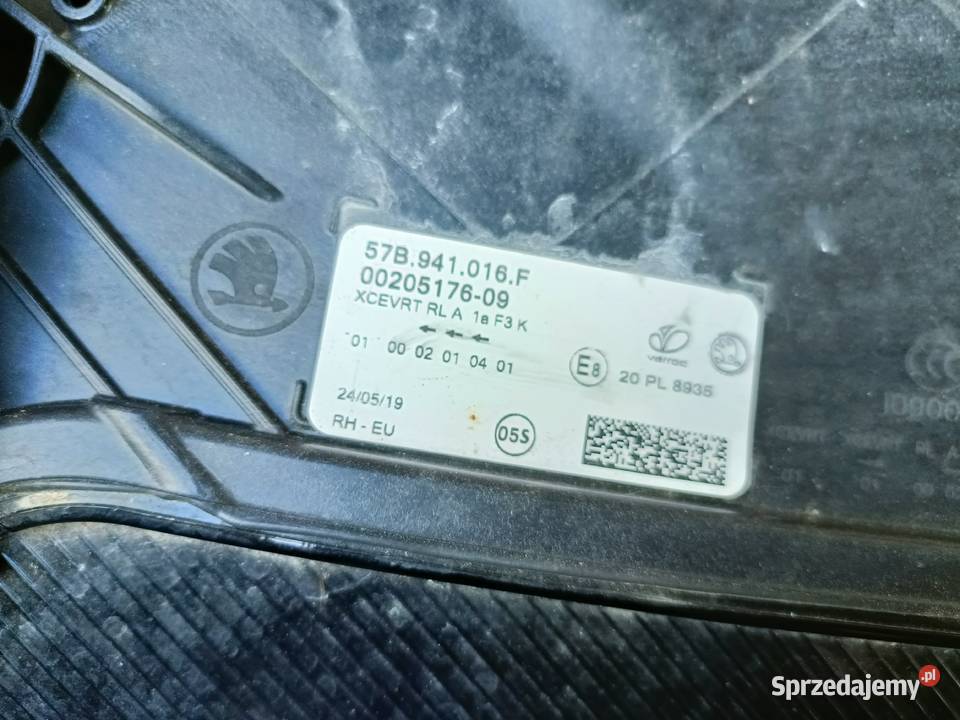 57B.941.016.F
00205176-09
XCEVRT RL A 1a F3 K
01 00 02 01 04 01
E8 20 PL 8935
varroc
24/05/19
RH - EU
05S
Sprzedajemy.pl